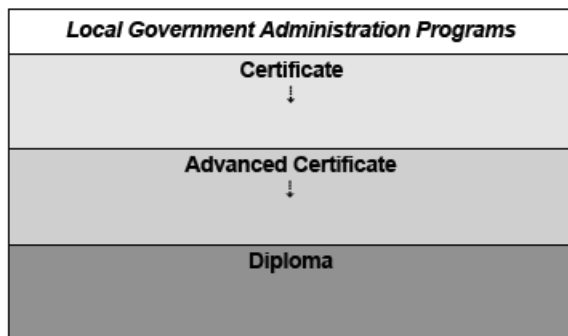 Local Government Administration Programs
Certificate
Advanced Certificate
Diploma